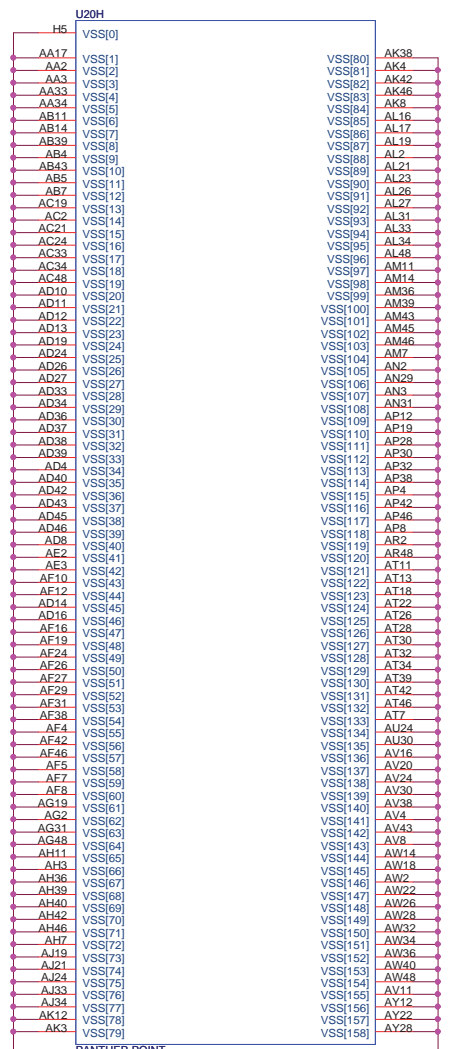 U20H
H5 VSS[0]
AA17 VSS[1]
AA2 VSS[2]
AA3 VSS[3]
AA33 VSS[4]
AA34 VSS[5]
AB11 VSS[6]
AB14 VSS[7]
AB39 VSS[8]
AB4 VSS[9]
AB43 VSS[10]
AB5 VSS[11]
AB7 VSS[12]
AC19 VSS[13]
AC2 VSS[14]
AC21 VSS[15]
AC24 VSS[16]
AC33 VSS[17]
AC34 VSS[18]
AC48 VSS[19]
AD10 VSS[20]
AD11 VSS[21]
AD12 VSS[22]
AD13 VSS[23]
AD19 VSS[24]
AD24 VSS[25]
AD26 VSS[26]
AD27 VSS[27]
AD33 VSS[28]
AD34 VSS[29]
AD36 VSS[30]
AD37 VSS[31]
AD38 VSS[32]
AD39 VSS[33]
AD4 VSS[34]
AD40 VSS[35]
AD42 VSS[36]
AD43 VSS[37]
AD45 VSS[38]
AD46 VSS[39]
AD8 VSS[40]
AE2 VSS[41]
AE3 VSS[42]
AF10 VSS[43]
AF12 VSS[44]
AD14 VSS[45]
AD16 VSS[46]
AF16 VSS[47]
AF19 VSS[48]
AF24 VSS[49]
AF26 VSS[50]
AF27 VSS[51]
AF29 VSS[52]
AF31 VSS[53]
AF38 VSS[54]
AF4 VSS[55]
AF42 VSS[56]
AF46 VSS[57]
AF5 VSS[58]
AF7 VSS[59]
AF8 VSS[60]
AG19 VSS[61]
AG2 VSS[62]
AG31 VSS[63]
AG48 VSS[64]
AH11 VSS[65]
AH3 VSS[66]
AH36 VSS[67]
AH39 VSS[68]
AH40 VSS[69]
AH42 VSS[70]
AH46 VSS[71]
AH7 VSS[72]
AJ19 VSS[73]
AJ21 VSS[74]
AJ24 VSS[75]
AJ33 VSS[76]
AJ34 VSS[77]
AK12 VSS[78]
AK3 VSS[79]
VSS[80] AK38
VSS[81] AK4
VSS[82] AK42
VSS[83] AK46
VSS[84] AK8
VSS[85] AL16
VSS[86] AL17
VSS[87] AL19
VSS[88] AL2
VSS[89] AL21
VSS[90] AL23
VSS[91] AL26
VSS[92] AL27
VSS[93] AL31
VSS[94] AL33
VSS[95] AL34
VSS[96] AL48
VSS[97] AM11
VSS[98] AM14
VSS[99] AM36
VSS[100] AM39
VSS[101] AM43
VSS[102] AM45
VSS[103] AM46
VSS[104] AM7
VSS[105] AN2
VSS[106] AN29
VSS[107] AN3
VSS[108] AN31
VSS[109] AP12
VSS[110] AP19
VSS[111] AP28
VSS[112] AP30
VSS[113] AP32
VSS[114] AP38
VSS[115] AP4
VSS[116] AP42
VSS[117] AP46
VSS[118] AP8
VSS[119] AR2
VSS[120] AR48
VSS[121] AT11
VSS[122] AT13
VSS[123] AT18
VSS[124] AT22
VSS[125] AT26
VSS[126] AT28
VSS[127] AT30
VSS[128] AT32
VSS[129] AT34
VSS[130] AT39
VSS[131] AT42
VSS[132] AT46
VSS[133] AT7
VSS[134] AU24
VSS[135] AU30
VSS[136] AV16
VSS[137] AV20
VSS[138] AV24
VSS[139] AV30
VSS[140] AV38
VSS[141] AV4
VSS[142] AV43
VSS[143] AV8
VSS[144] AW14
VSS[145] AW18
VSS[146] AW2
VSS[147] AW22
VSS[148] AW26
VSS[149] AW28
VSS[150] AW32
VSS[151] AW34
VSS[152] AW36
VSS[153] AW40
VSS[154] AW48
VSS[155] AV11
VSS[156] AY12
VSS[157] AY22
VSS[158] AY28
PANTHER POINT